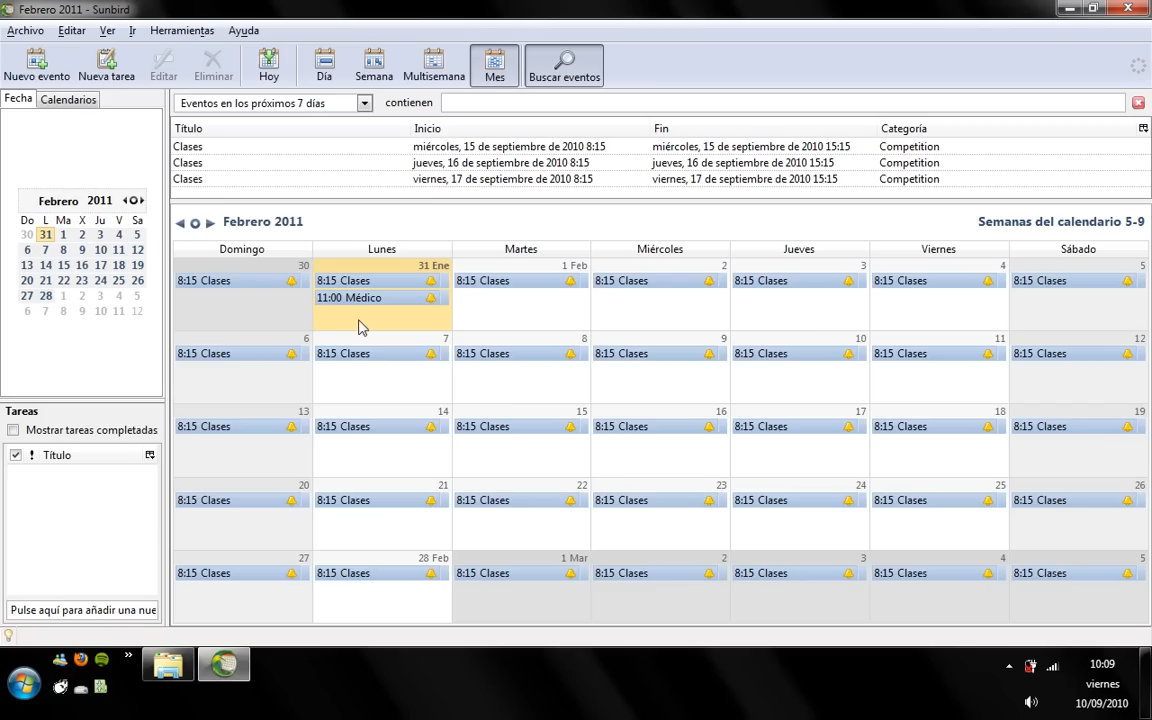 Febrero 2011 - Sunbird
Archivo Editar Ver Ir Herramientas Ayuda
Nuevo evento Nueva tarea Editar Eliminar Hoy Día Semana Multisemana Mes Buscar eventos
Fecha Calendarios
Eventos en los próximos 7 días contienen
Título Inicio Fin Categoría
Clases miércoles, 15 de septiembre de 2010 8:15 miércoles, 15 de septiembre de 2010 15:15 Competition
Clases jueves, 16 de septiembre de 2010 8:15 jueves, 16 de septiembre de 2010 15:15 Competition
Clases viernes, 17 de septiembre de 2010 8:15 viernes, 17 de septiembre de 2010 15:15 Competition
Febrero 2011
Do L Ma X Ju V Sa
30 31 1 2 3 4 5
6 7 8 9 10 11 12
13 14 15 16 17 18 19
20 21 22 23 24 25 26
27 28 1 2 3 4 5
6 7 8 9 10 11 12
Febrero 2011 Semanas del calendario 5-9
Domingo Lunes Martes Miércoles Jueves Viernes Sábado
30 31 Ene 1 Feb 2 3 4 5
8:15 Clases 8:15 Clases 8:15 Clases 8:15 Clases 8:15 Clases 8:15 Clases 8:15 Clases
11:00 Médico
6 7 8 9 10 11 12
8:15 Clases 8:15 Clases 8:15 Clases 8:15 Clases 8:15 Clases 8:15 Clases 8:15 Clases
13 14 15 16 17 18 19
8:15 Clases 8:15 Clases 8:15 Clases 8:15 Clases 8:15 Clases 8:15 Clases 8:15 Clases
20 21 22 23 24 25 26
8:15 Clases 8:15 Clases 8:15 Clases 8:15 Clases 8:15 Clases 8:15 Clases 8:15 Clases
27 28 Feb 1 Mar 2 3 4 5
8:15 Clases 8:15 Clases 8:15 Clases 8:15 Clases 8:15 Clases 8:15 Clases 8:15 Clases
Tareas
Mostrar tareas completadas
! Título
Pulse aquí para añadir una nue
10:09
viernes
10/09/2010